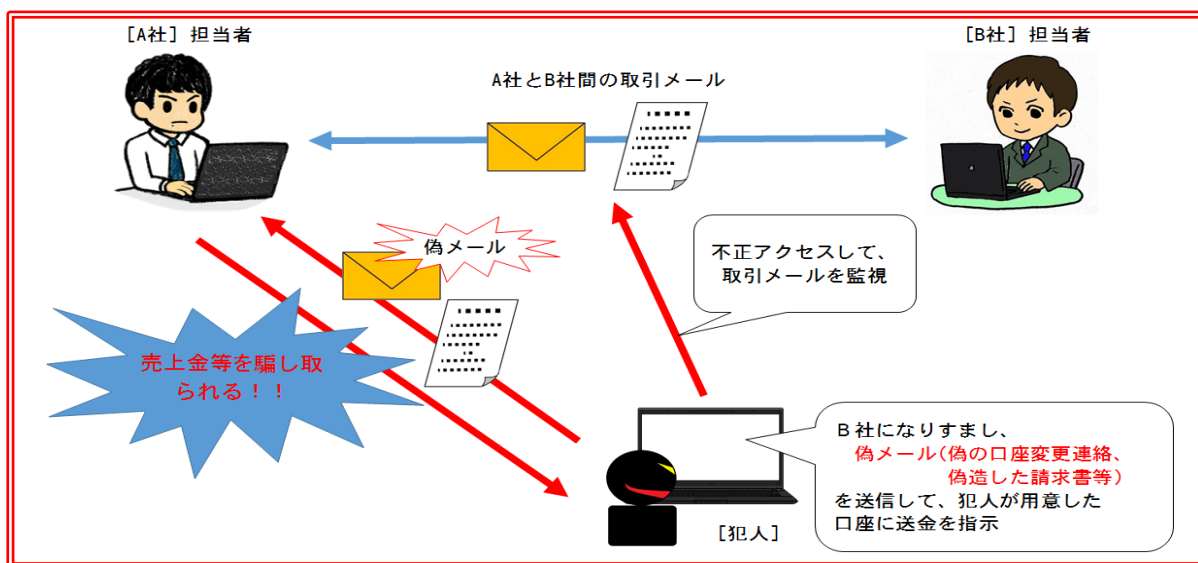 [A社] 担当者
[B社] 担当者
A社とB社間の取引メール
偽メール
不正アクセスして、
取引メールを監視
売上金等を騙し取
られる！！
Ｂ社になりすまし、
偽メール(偽の口座変更連絡、
偽造した請求書等)
を送信して、犯人が用意した
口座に送金を指示
[犯人]